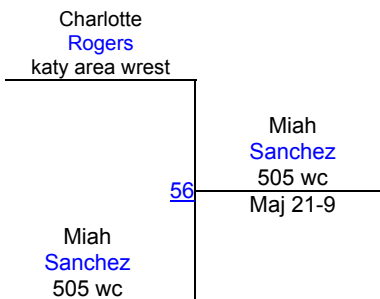 Charlotte
Rogers
katy area wrest
Miah
Sanchez
505 wc
56
Maj 21-9
Miah
Sanchez
505 wc